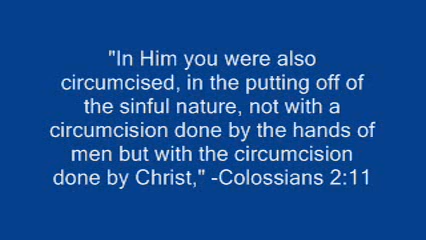 "In Him you were also
circumcised, in the putting off of
the sinful nature, not with a
circumcision done by the hands of
men but with the circumcision
done by Christ," -Colossians 2:11